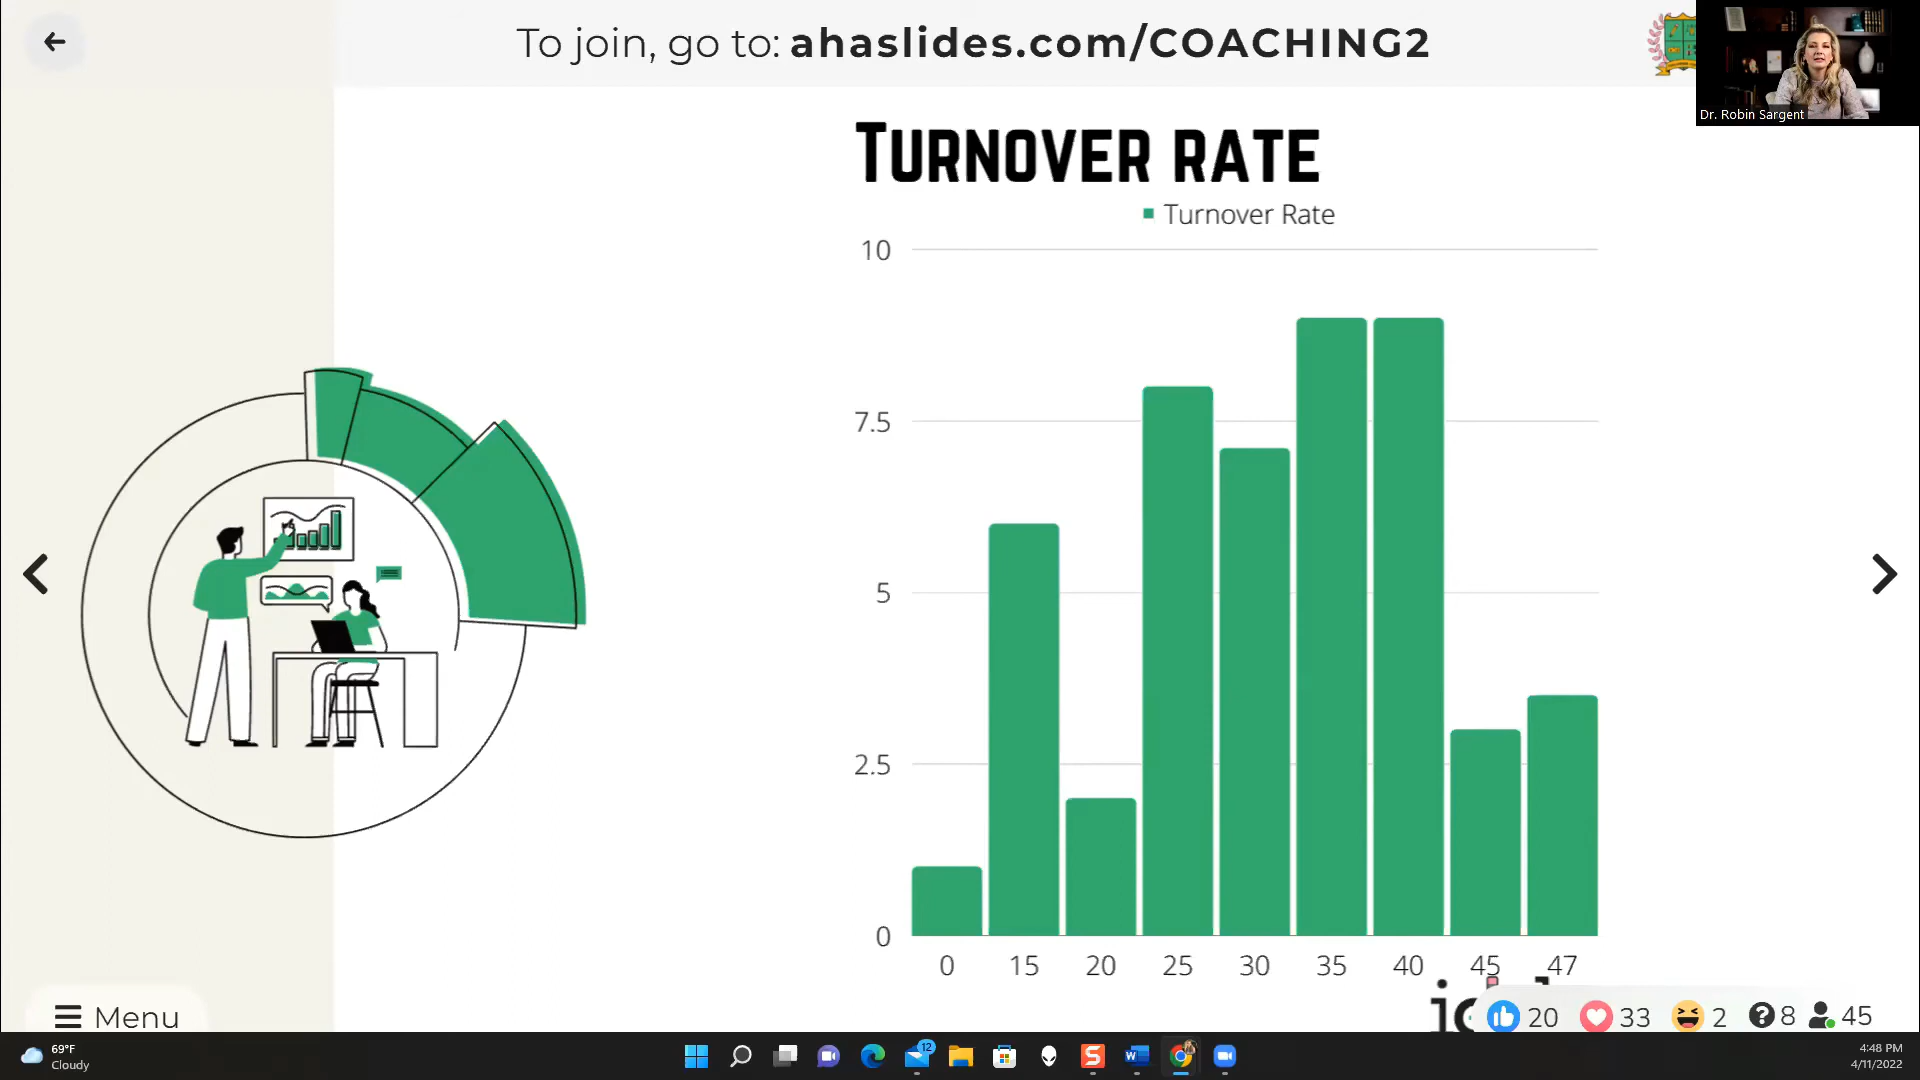 To join, go to: ahaslides.com/COACHING2
Dr. Robin Sargent
TURNOVER RATE
Turnover Rate
10
7.5
5
2.5
0
0 15 20 25 30 35 40 45 47
Menu
20 33 2 8 45
69°F
Cloudy
12
S
W
4:48 PM
4/11/2022